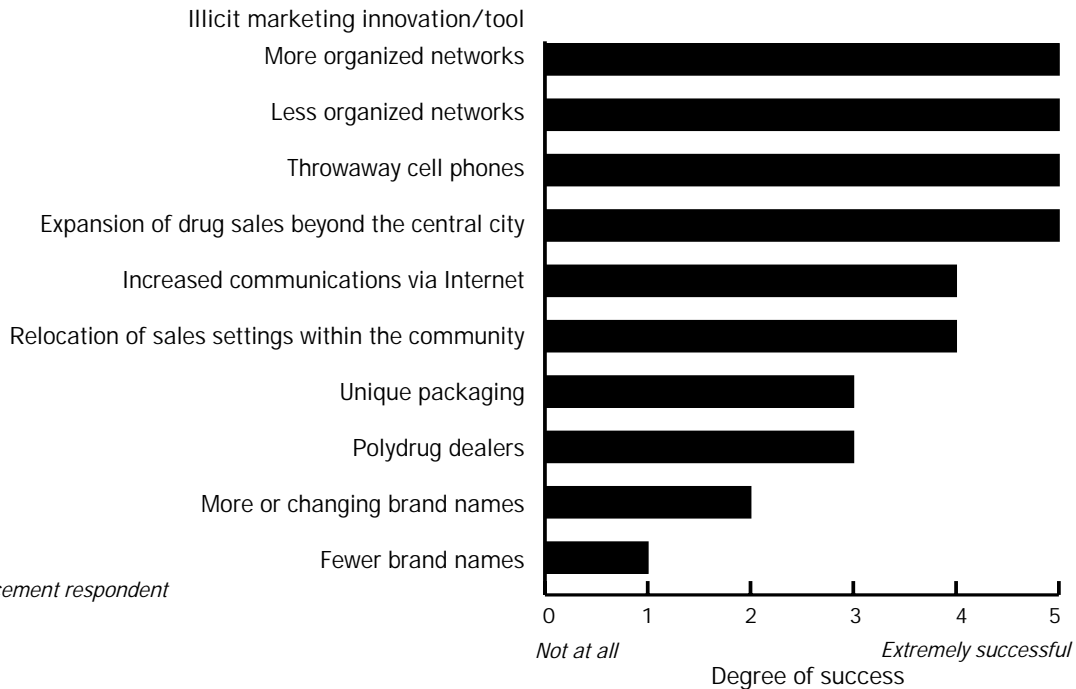 Illicit marketing innovation/tool
More organized networks
Less organized networks
Throwaway cell phones
Expansion of drug sales beyond the central city
Increased communications via Internet
Relocation of sales settings within the community
Unique packaging
Polydrug dealers
More or changing brand names
Fewer brand names
respondent
0 1 2 3 4 5
Not at all Extremely successful
Degree of success